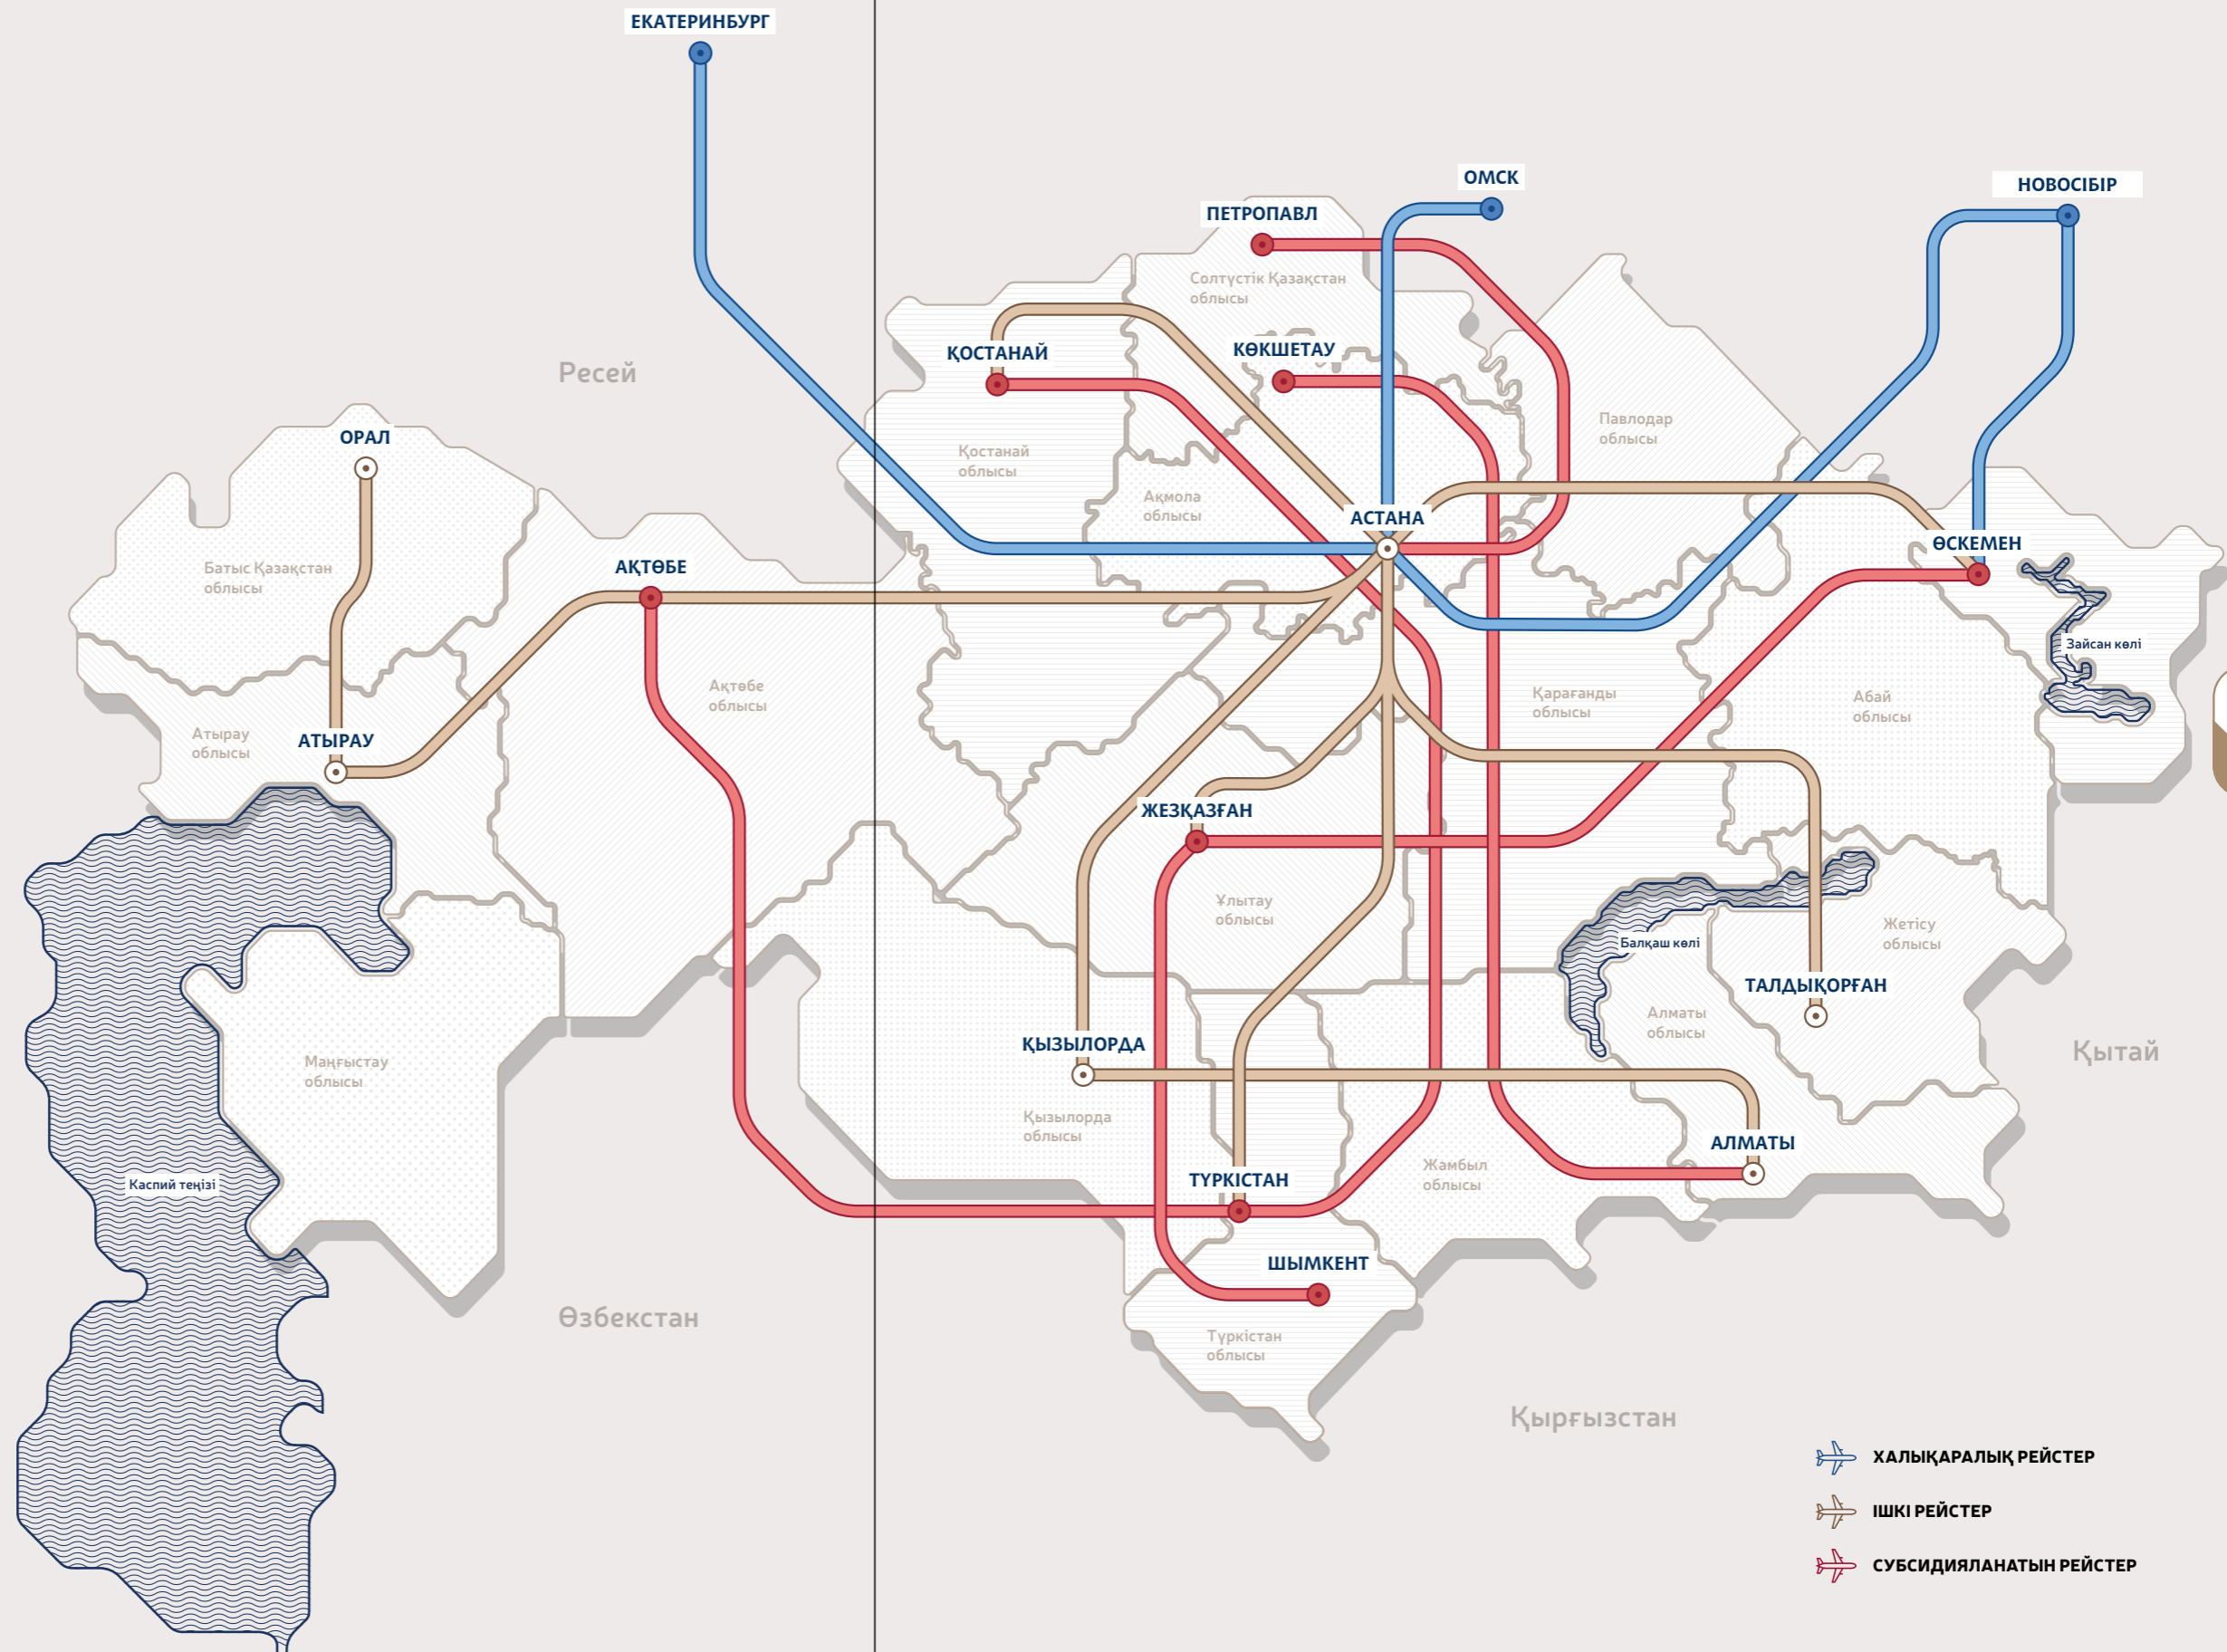 ЕКАТЕРИНБУРГ
ОМСК
НОВОСІБІР
ПЕТРОПАВЛ
Солтүстік Қазақстан
облысы
ҚОСТАНАЙ
КӨКШЕТАУ
Ресей
Павлодар
облысы
ОРАЛ
Қостанай
облысы
Ақмола
облысы
АСТАНА
ӨСКЕМЕН
Батыс Қазақстан
облысы
АҚТӨБЕ
Зайсан көлі
Ақтөбе
облысы
Қарағанды
облысы
Абай
облысы
Атырау
облысы
АТЫРАУ
ЖЕЗҚАЗҒАН
Ұлытау
облысы
Балқаш көлі
Жетісу
облысы
ТАЛДЫҚОРҒАН
Алматы
облысы
ҚЫЗЫЛОРДА
Қытай
Маңғыстау
облысы
Қызылорда
облысы
АЛМАТЫ
Жамбыл
облысы
ТҮРКІСТАН
Каспий теңізі
ШЫМКЕНТ
Өзбекстан
Түркістан
облысы
Қырғызстан
ХАЛЫҚАРАЛЫҚ РЕЙСТЕР
ІШКІ РЕЙСТЕР
СУБСИДИЯЛАНАТЫН РЕЙСТЕР